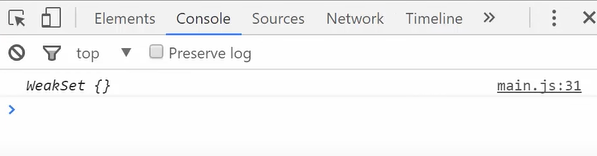 Elements Console Sources Network Timeline »
top ▼ Preserve log
WeakSet {} main.js:31
>